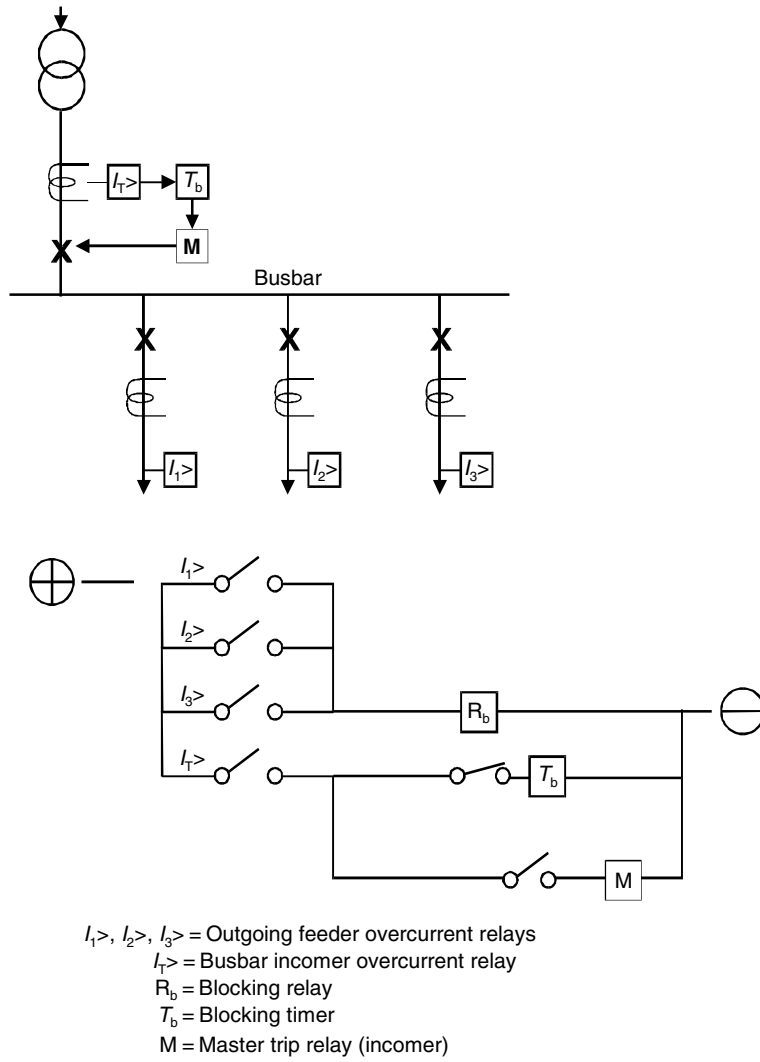 I_T> T_b
M
Busbar
I_1> I_2> I_3>
I_1>
I_2>
I_3>
R_b
I_T>
T_b
M
I_1>, I_2>, I_3> = Outgoing feeder overcurrent relays
I_T> = Busbar incomer overcurrent relay
R_b = Blocking relay
T_b = Blocking timer
M = Master trip relay (incomer)